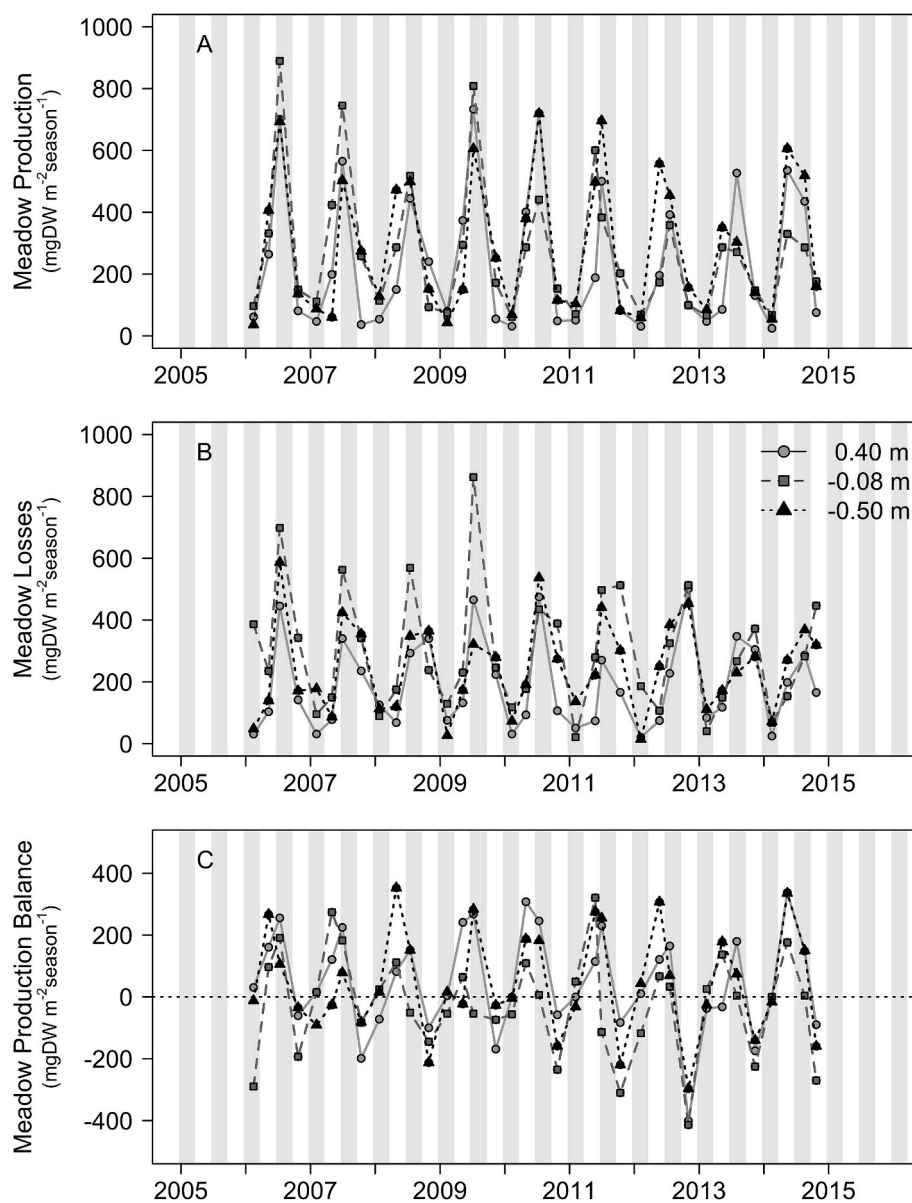 A
1000
800
600
400
200
0
Meadow Production
(mgDW m⁻²season⁻¹)
2005 2007 2009 2011 2013 2015
B
1000
800
600
400
200
0
Meadow Losses
(mgDW m⁻²season⁻¹)
0.40 m
-0.08 m
-0.50 m
2005 2007 2009 2011 2013 2015
C
400
200
0
-200
-400
Meadow Production Balance
(mgDW m⁻²season⁻¹)
2005 2007 2009 2011 2013 2015